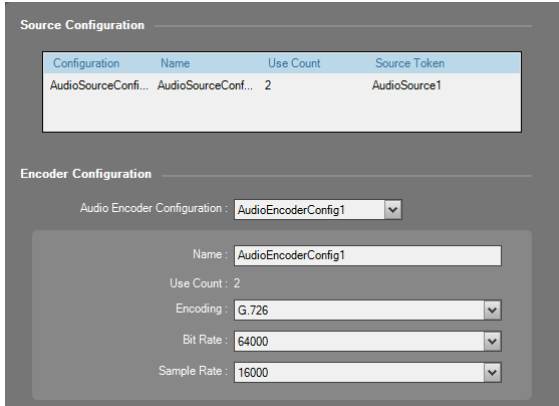 Source Configuration
Configuration Name Use Count Source Token
AudioSourceConfi... AudioSourceConf... 2 AudioSource1
Encoder Configuration
Audio Encoder Configuration : AudioEncoderConfig1
Name : AudioEncoderConfig1
Use Count : 2
Encoding : G.726
Bit Rate : 64000
Sample Rate : 16000